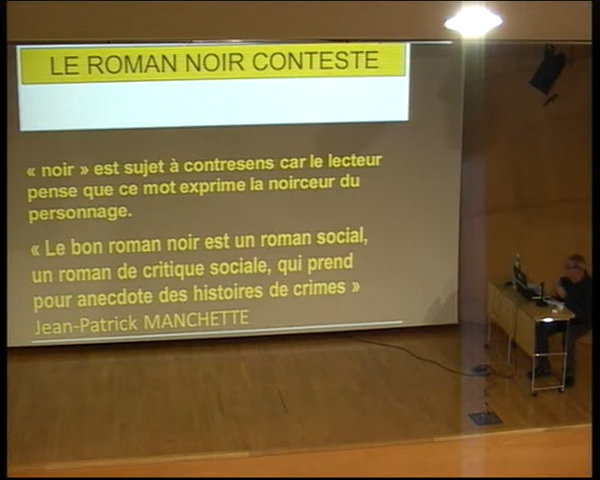 LE ROMAN NOIR CONTESTE
« noir » est sujet à contresens car le lecteur
pense que ce mot exprime la noirceur du
personnage.
« Le bon roman noir est un roman social,
un roman de critique sociale, qui prend
pour anecdote des histoires de crimes »
Jean-Patrick MANCHETTE